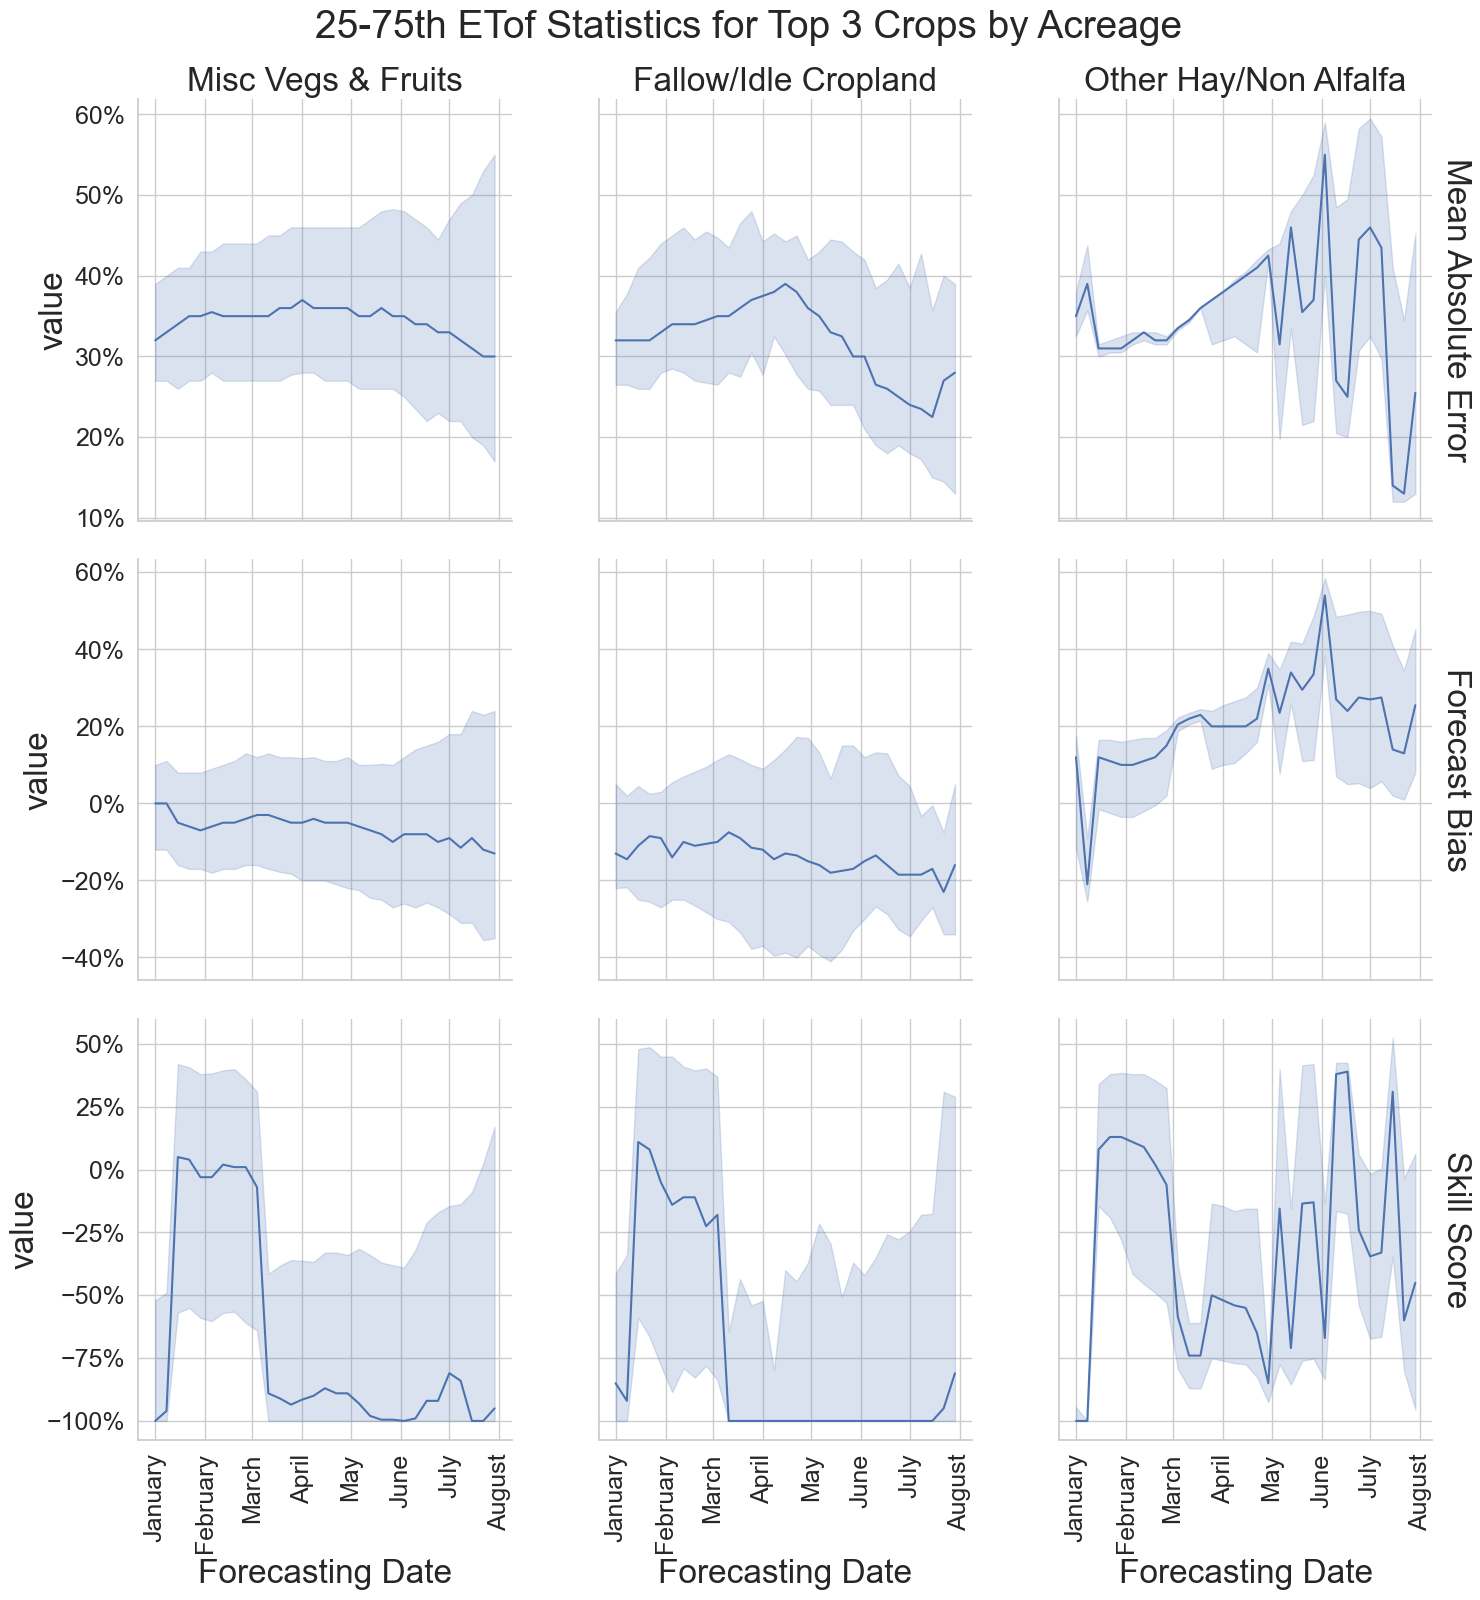 25-75th ETof Statistics for Top 3 Crops by Acreage
Misc Vegs & Fruits
Fallow/Idle Cropland
Other Hay/Non Alfalfa
60%
50%
40%
30%
20%
10%
value
Mean Absolute Error
60%
40%
20%
0%
−20%
−40%
value
Forecast Bias
50%
25%
0%
−25%
−50%
−75%
−100%
value
Skill Score
January
February
March
April
May
June
July
August
Forecasting Date
January
February
March
April
May
June
July
August
Forecasting Date
January
February
March
April
May
June
July
August
Forecasting Date